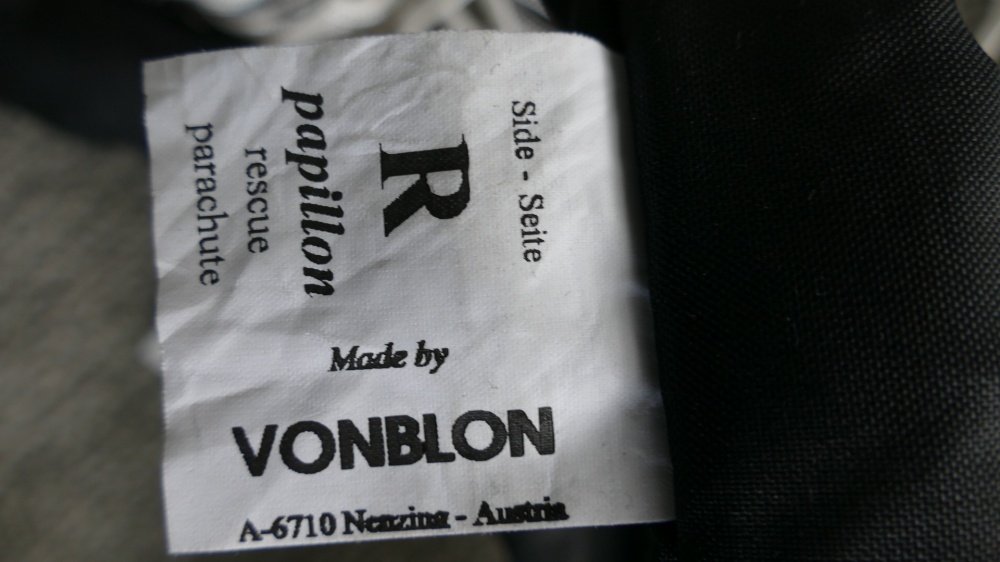 Side - Seite
R
papillon
rescue
parachute
Made by
VONBLON
A-6710 Nenzing - Austria